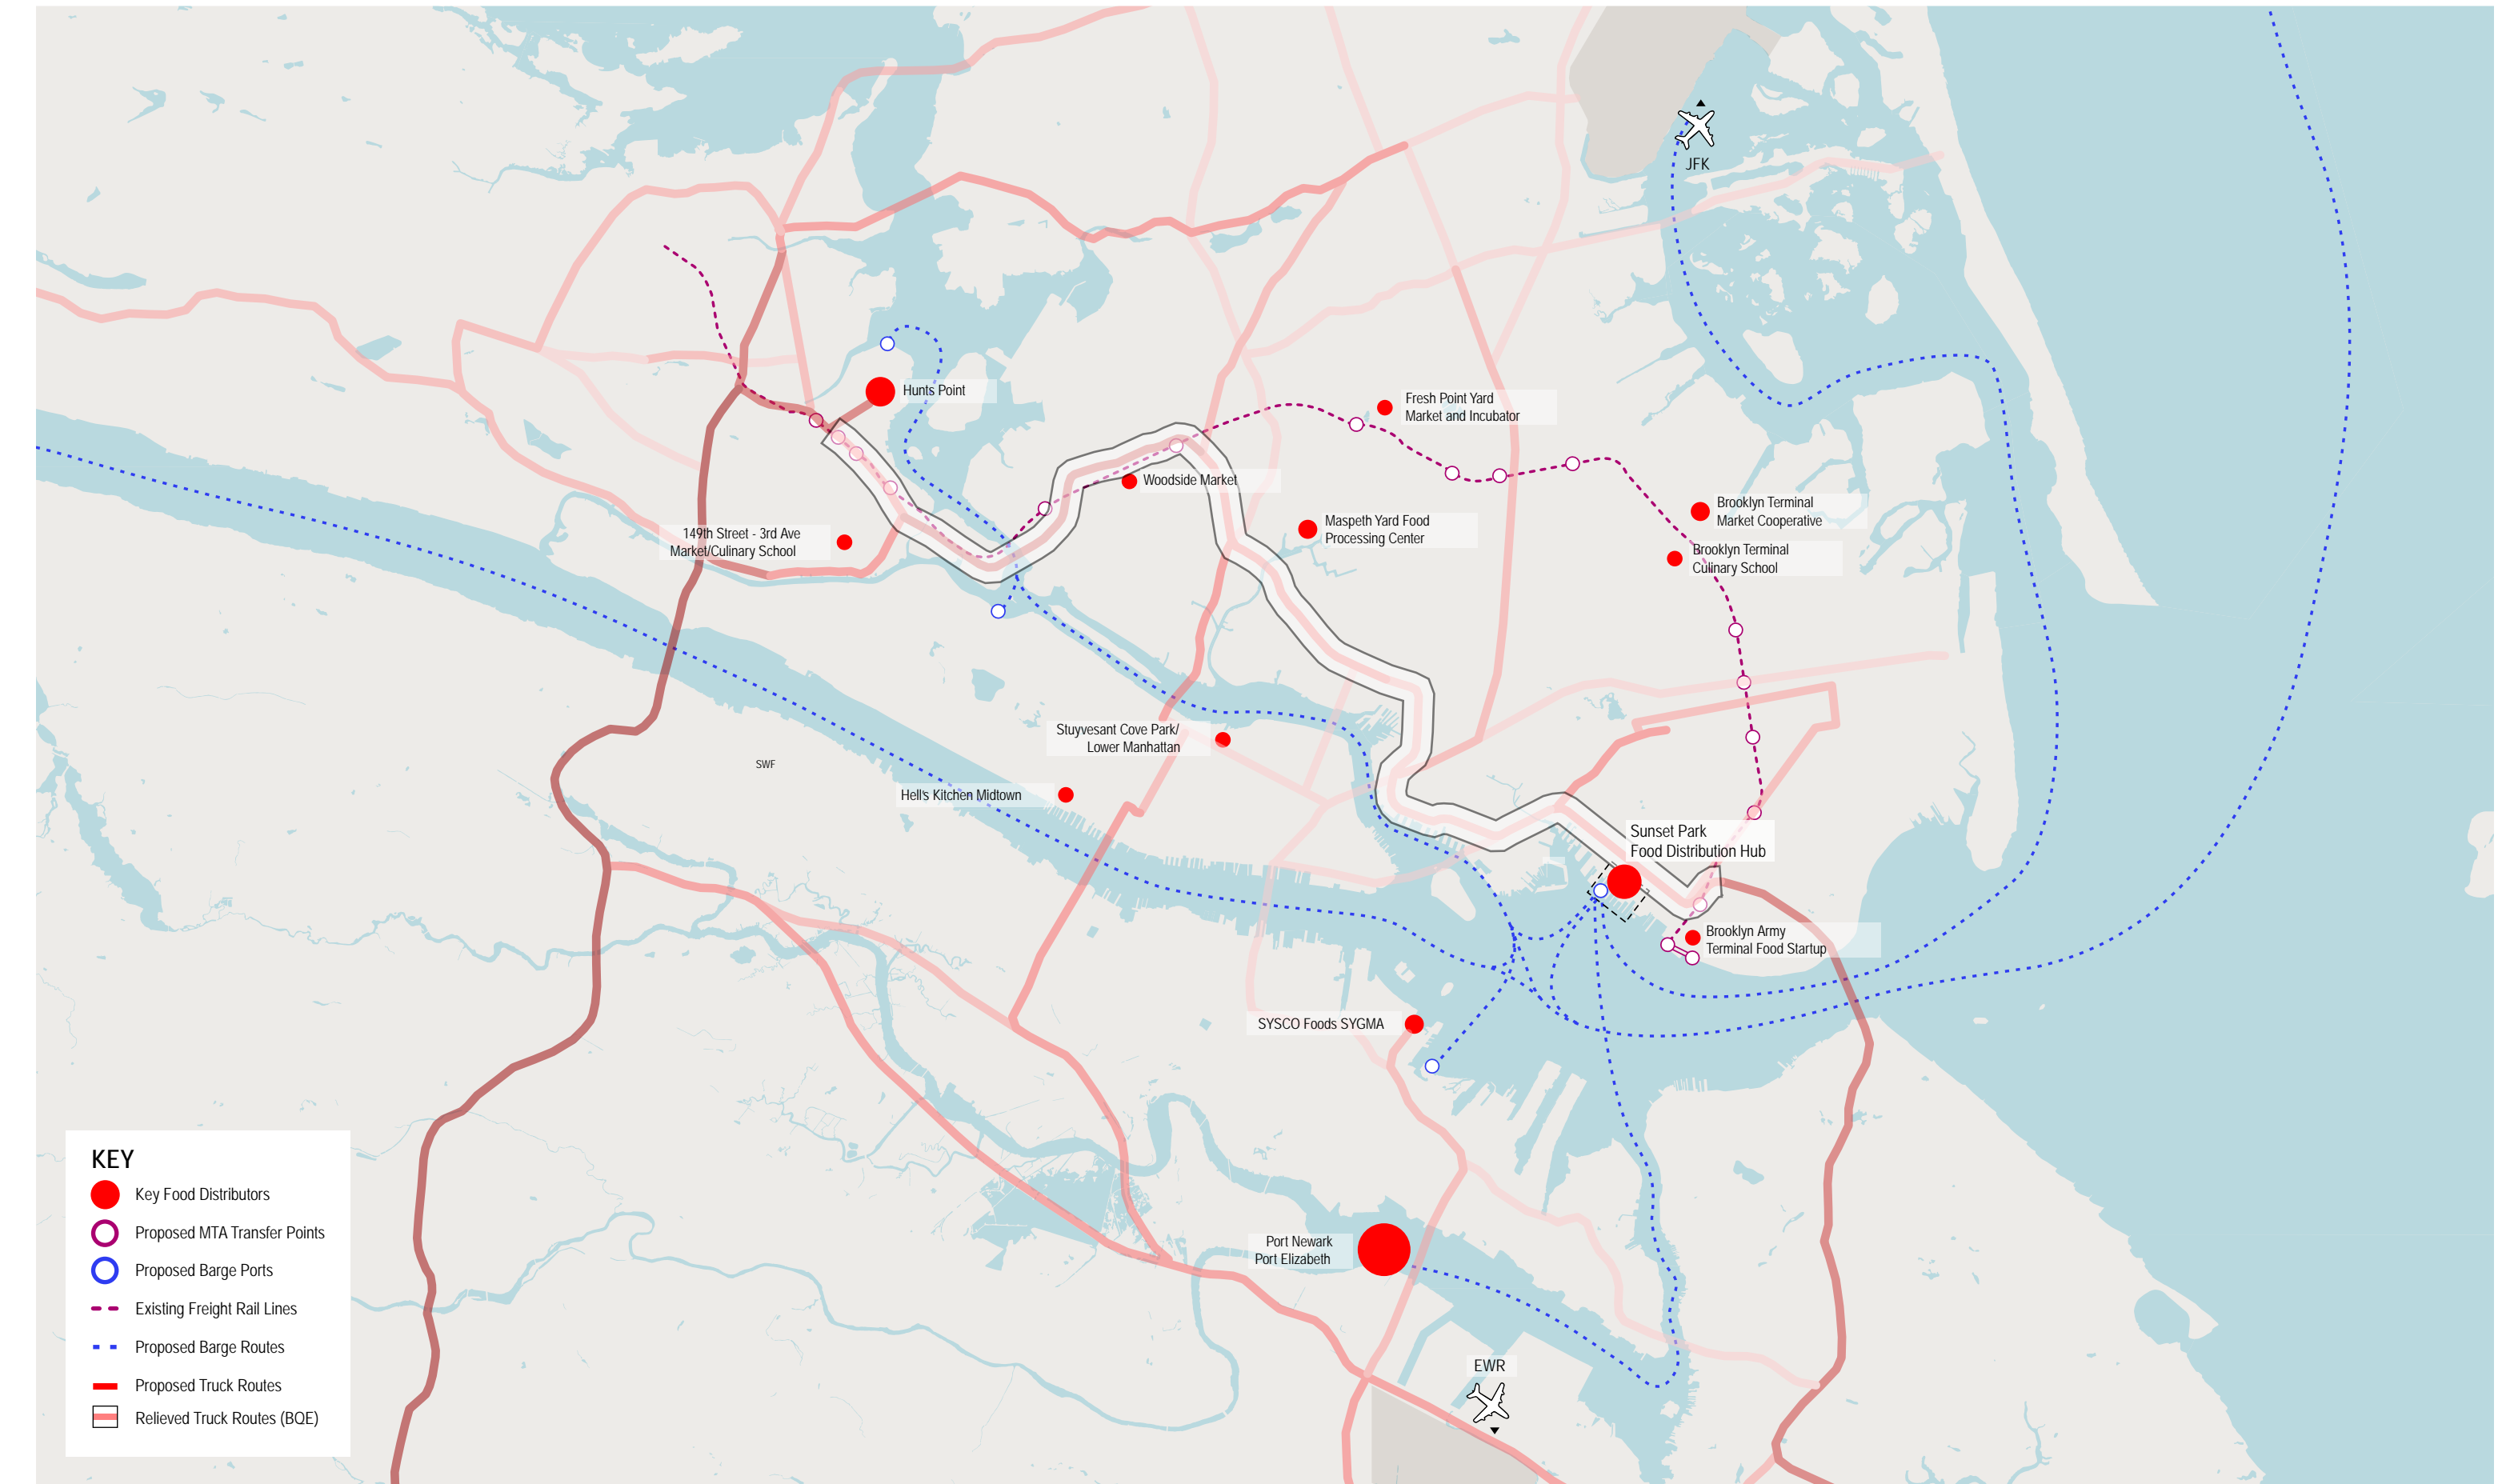 JFK
Hunts Point
Fresh Point Yard
Market and Incubator
Woodside Market
Brooklyn Terminal
Market Cooperative
Maspeth Yard Food
Processing Center
149th Street - 3rd Ave
Market/Culinary School
Brooklyn Terminal
Culinary School
Stuyvesant Cove Park/
Lower Manhattan
SWF
Hell's Kitchen Midtown
Sunset Park
Food Distribution Hub
Brooklyn Army
Terminal Food Startup
SYSCO Foods SYGMA
Port Newark
Port Elizabeth
EWR
KEY
Key Food Distributors
Proposed MTA Transfer Points
Proposed Barge Ports
Existing Freight Rail Lines
Proposed Barge Routes
Proposed Truck Routes
Relieved Truck Routes (BQE)